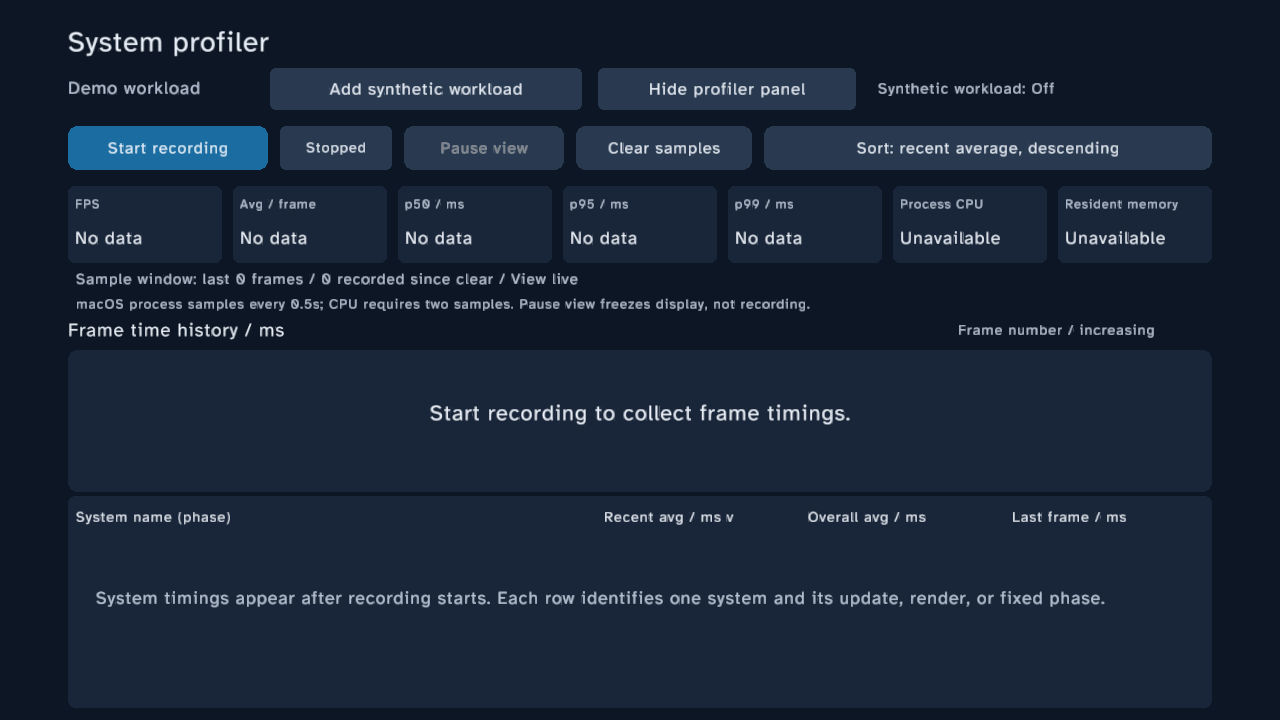 System profiler
Demo workload
Add synthetic workload
Hide profiler panel
Synthetic workload: Off
Start recording
Stopped
Pause view
Clear samples
Sort: recent average, descending
FPS
Avg / frame
p50 / ms
p95 / ms
p99 / ms
Process CPU
Resident memory
No data
No data
No data
No data
No data
Unavailable
Unavailable
Sample window: last 0 frames / 0 recorded since clear / View live
macOS process samples every 0.5s; CPU requires two samples. Pause view freezes display, not recording.
Frame time history / ms
Frame number / increasing
Start recording to collect frame timings.
System name (phase)
Recent avg / ms v
Overall avg / ms
Last frame / ms
System timings appear after recording starts. Each row identifies one system and its update, render, or fixed phase.